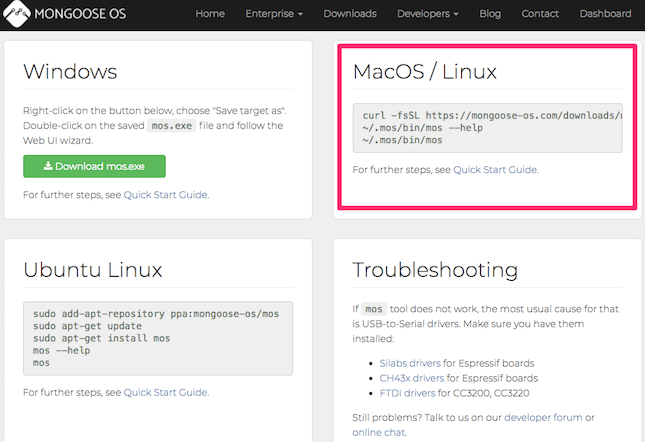 MONGOOSE OS
Home Enterprise Downloads Developers Blog Contact Dashboard
Windows
Right-click on the button below, choose "Save target as".
Double-click on the saved mos.exe file and follow the
Web UI wizard.
Download mos.exe
For further steps, see Quick Start Guide.
MacOS / Linux
curl -fsSL https://mongoose-os.com/downloads/
~/.mos/bin/mos --help
~/.mos/bin/mos
For further steps, see Quick Start Guide.
Ubuntu Linux
sudo add-apt-repository ppa:mongoose-os/mos
sudo apt-get update
sudo apt-get install mos
mos --help
mos
For further steps, see Quick Start Guide.
Troubleshooting
If mos tool does not work, the most usual cause for that
is USB-to-Serial drivers. Make sure you have them
installed:
• Silabs drivers for Espressif boards
• CH43x drivers for Espressif boards
• FTDI drivers for CC3200, CC3220
Still problems? Talk to us on our developer forum or
online chat.